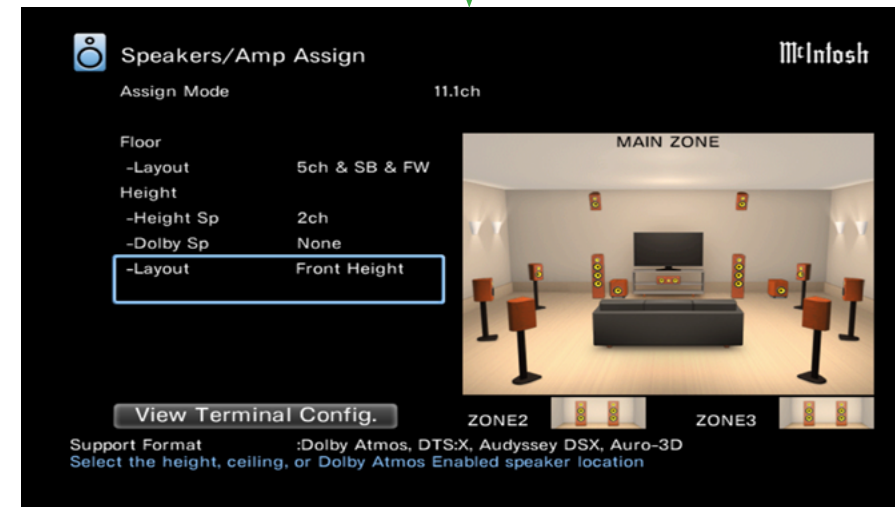 Speakers/Amp Assign
McIntosh
Assign Mode 11.1ch
Floor
MAIN ZONE
-Layout 5ch & SB & FW
Height
-Height Sp 2ch
-Dolby Sp None
-Layout Front Height
View Terminal Config.
ZONE2 ZONE3
Support Format :Dolby Atmos, DTS:X, Audyssey DSX, Auro-3D
Select the height, ceiling, or Dolby Atmos Enabled speaker location